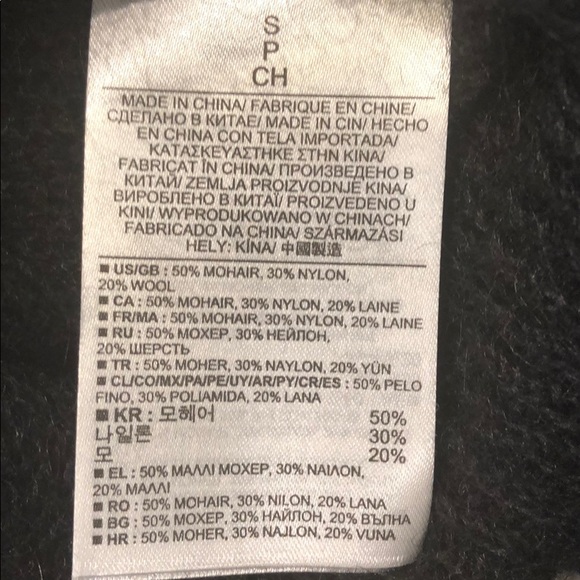 S
P
CH
MADE IN CHINA/ FABRIQUE EN CHINE/
СДЕЛАНО В КИТАЕ/ MADE IN CIN/ HECHO
EN CHINA CON TELA IMPORTADA/
ΚΑΤΑΣΚΕΥΑΣΤΗΚΕ ΣΤΗΝ ΚΙΝΑ/
FABRICAT ÎN CHINA/ ПРОИЗВЕДЕНО В
КИТАЙ/ ZEMLJA PROIZVODNJE KINA/
ВИРОБЛЕНО В КИТАЇ/ PROIZVEDENO U
KINI/ WYPRODUKOWANO W CHINACH/
FABRICADO NA CHINA/ SZÁRMAZÁSI
HELY: KÍNA/ 中國製造
■ US/GB : 50% MOHAIR, 30% NYLON,
20% WOOL
■ CA : 50% MOHAIR, 30% NYLON, 20% LAINE
■ FR/MA : 50% MOHAIR, 30% NYLON, 20% LAINE
■ RU : 50% МОХЕР, 30% НЕЙЛОН,
20% ШЕРСТЬ
■ TR : 50% MOHER, 30% NAYLON, 20% YÜN
■ CL/CO/MX/PA/PE/UY/AR/PY/CR/ES : 50% PELO
FINO, 30% POLIAMIDA, 20% LANA
■ KR : 모헤어 50%
나일론 30%
모 20%
■ EL : 50% ΜΑΛΛΙ ΜΟΧΕΡ, 30% ΝΑΙΛΟΝ,
20% ΜΑΛΛΙ
■ RO : 50% MOHAIR, 30% NILON, 20% LANA
■ BG : 50% МОХЕР, 30% НАЙЛОН, 20% ВЪЛНА
■ HR : 50% MOHER, 30% NAJLON, 20% VUNA